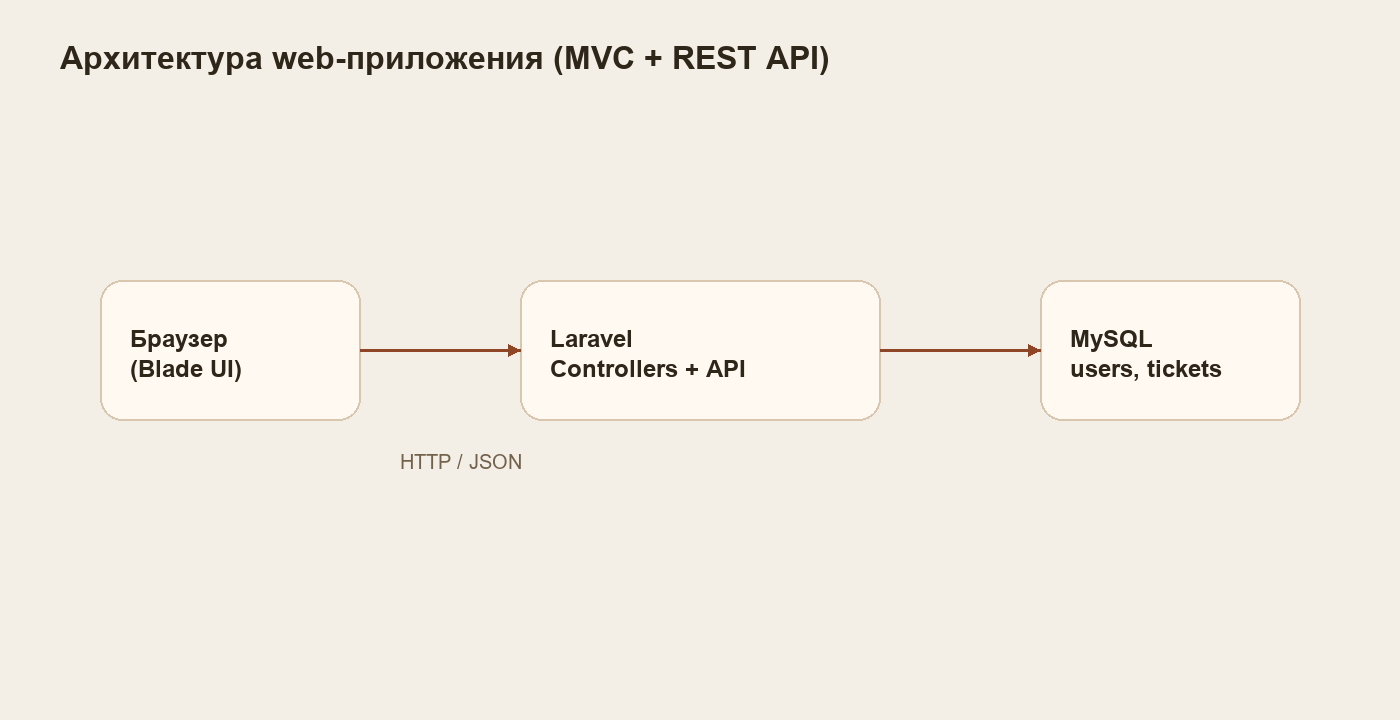 Архитектура web-приложения (MVC + REST API)
Браузер
(Blade UI)
Laravel
Controllers + API
MySQL
users, tickets
HTTP / JSON